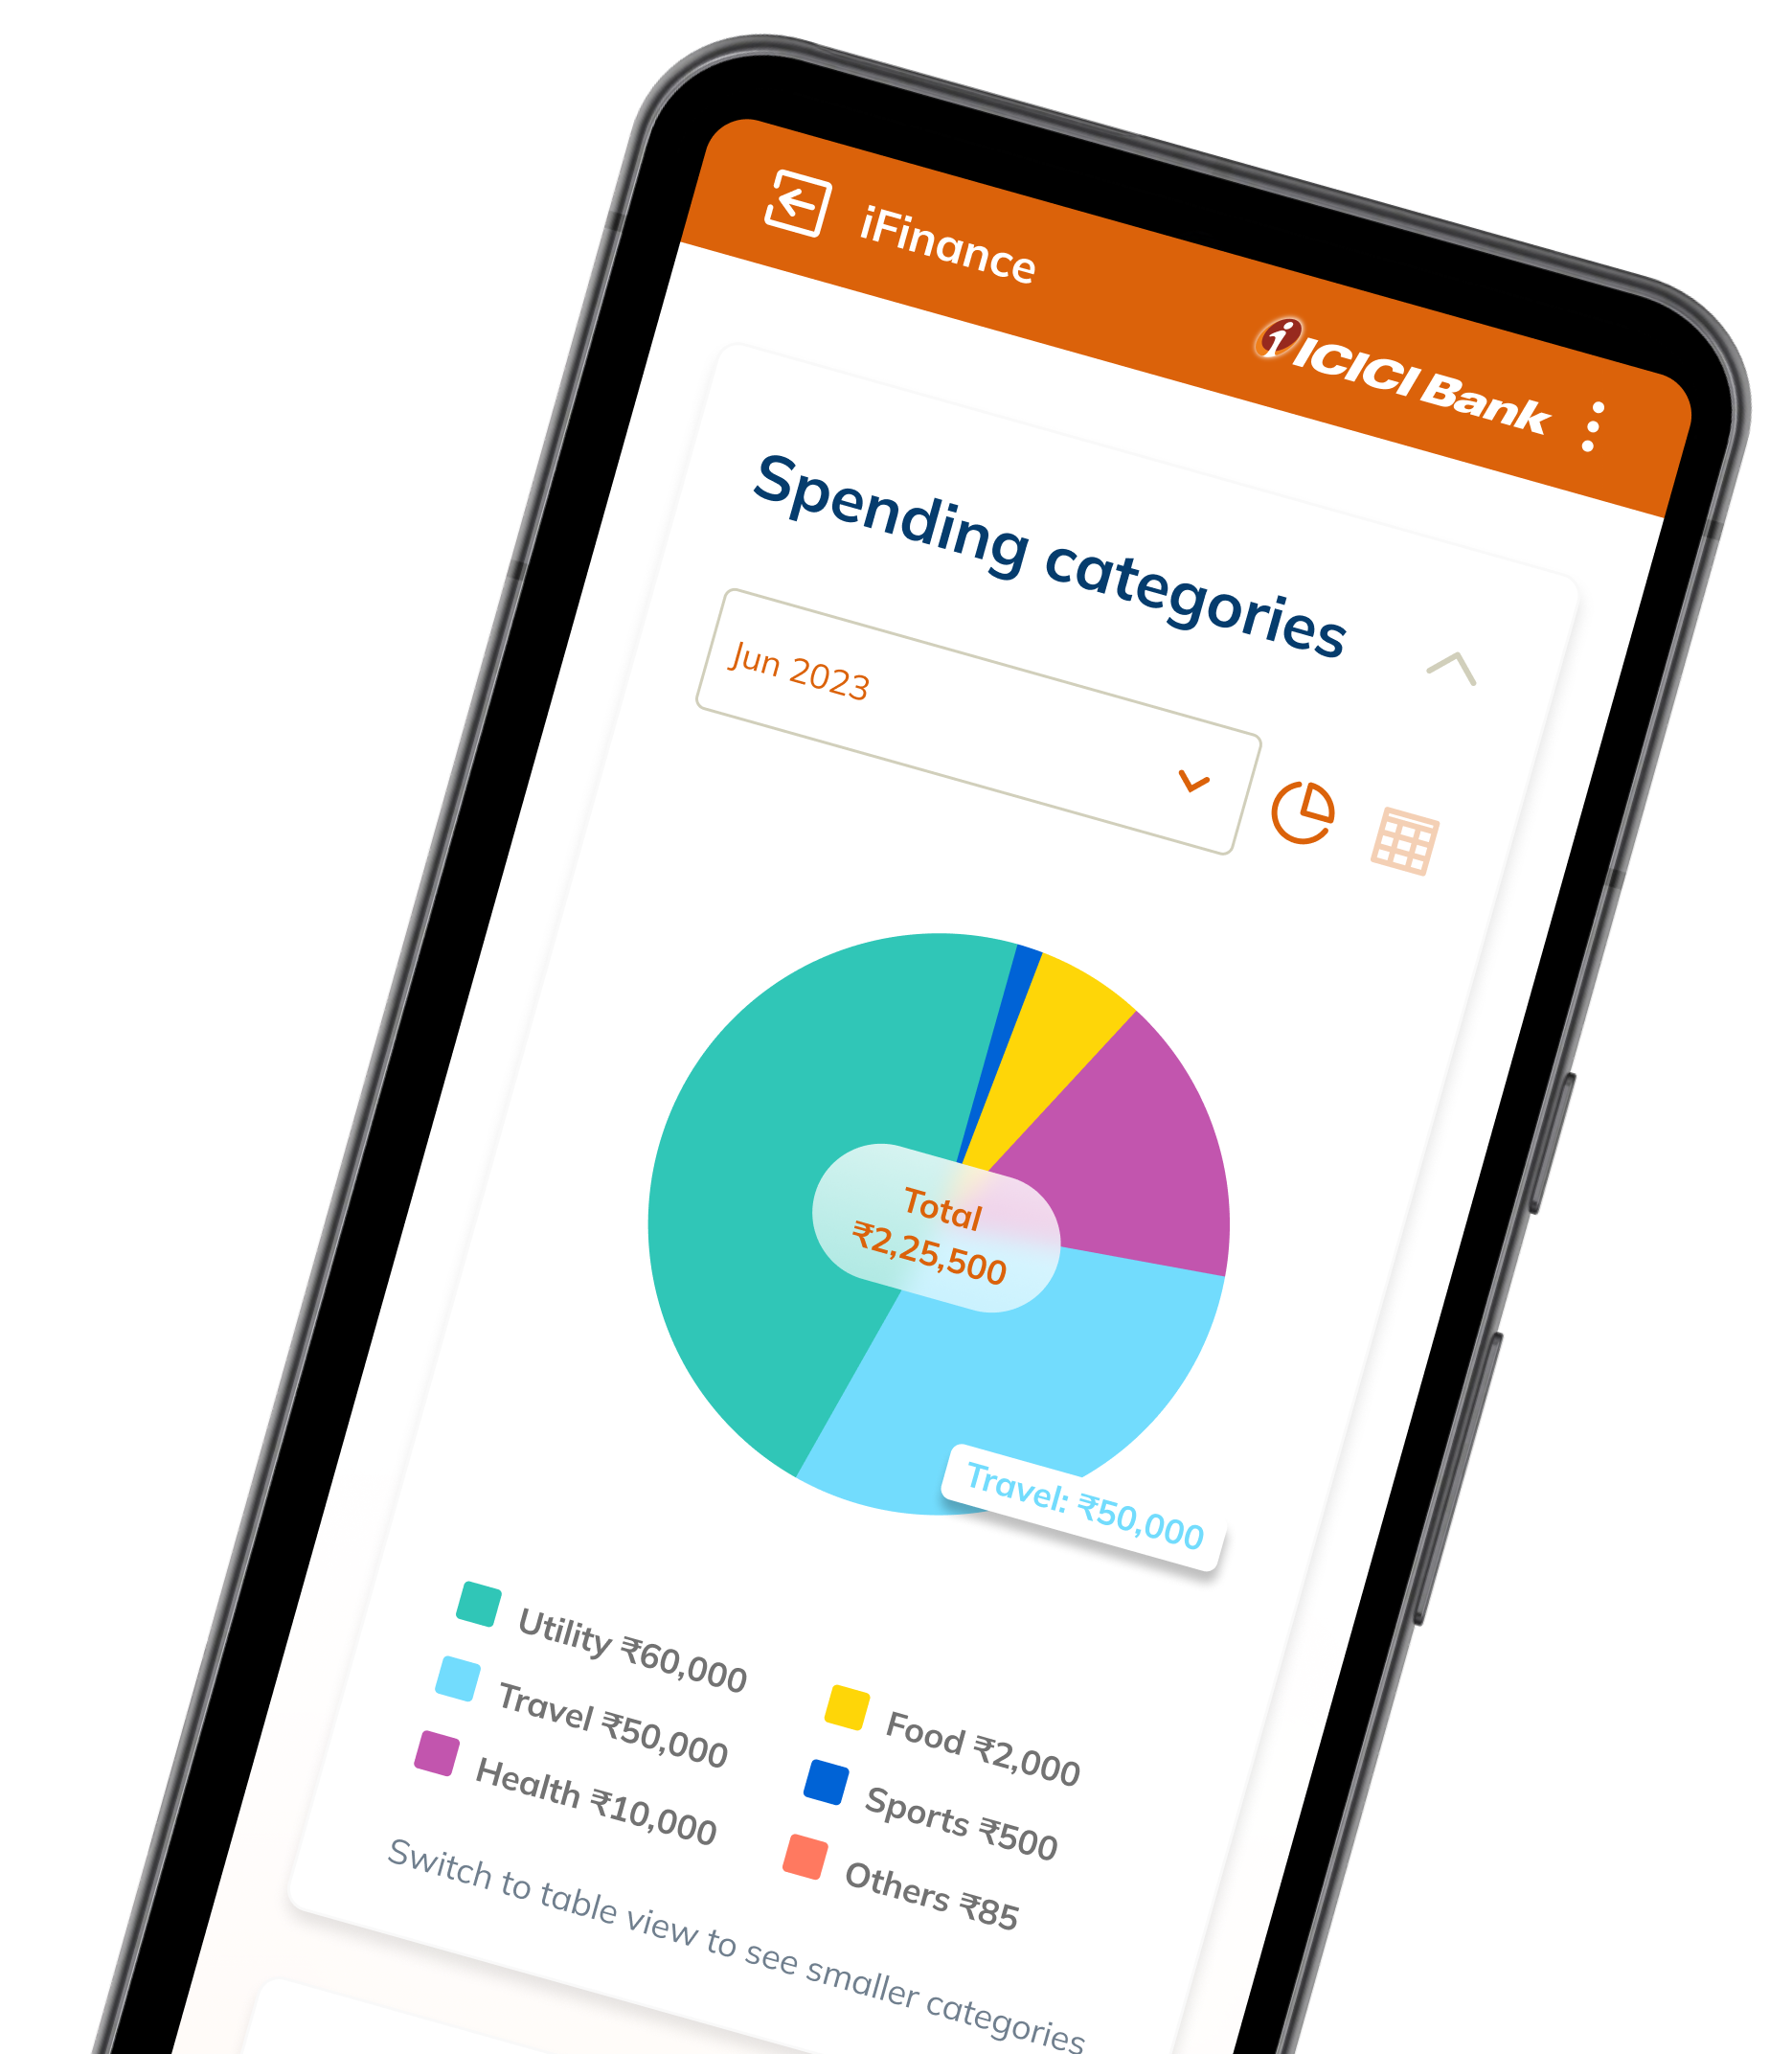 iFinance
i ICICI Bank
Spending categories
Jun 2023
Total
₹2,25,500
Travel: ₹50,000
Utility ₹60,000
Travel ₹50,000
Health ₹10,000
Food ₹2,000
Sports ₹500
Others ₹85
Switch to table view to see smaller categories